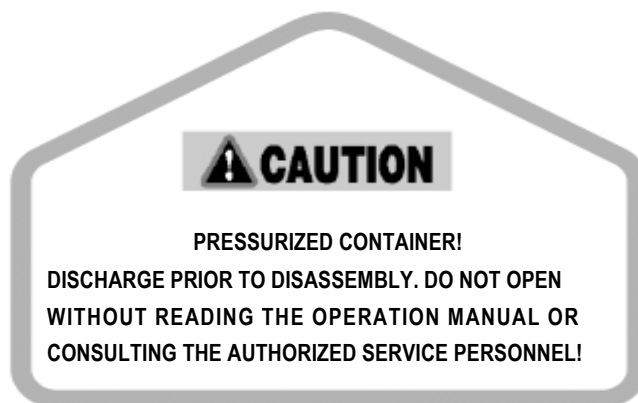 CAUTION
PRESSURIZED CONTAINER!
DISCHARGE PRIOR TO DISASSEMBLY. DO NOT OPEN
WITHOUT READING THE OPERATION MANUAL OR
CONSULTING THE AUTHORIZED SERVICE PERSONNEL!